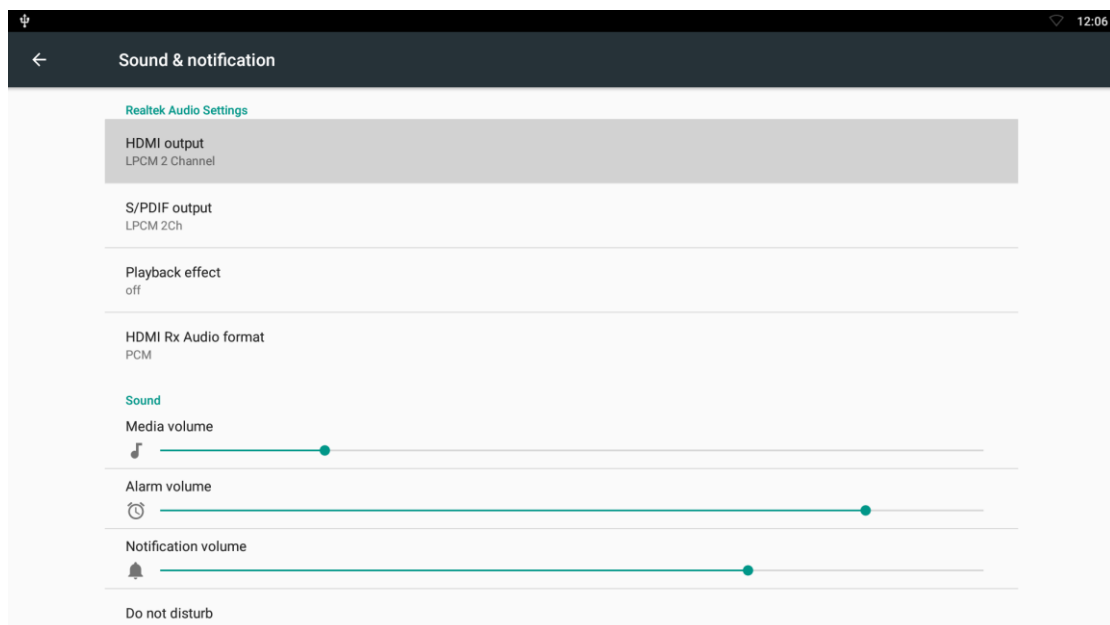 12:06
Sound & notification
Realtek Audio Settings
HDMI output
LPCM 2 Channel
S/PDIF output
LPCM 2Ch
Playback effect
off
HDMI Rx Audio format
PCM
Sound
Media volume
Alarm volume
Notification volume
Do not disturb